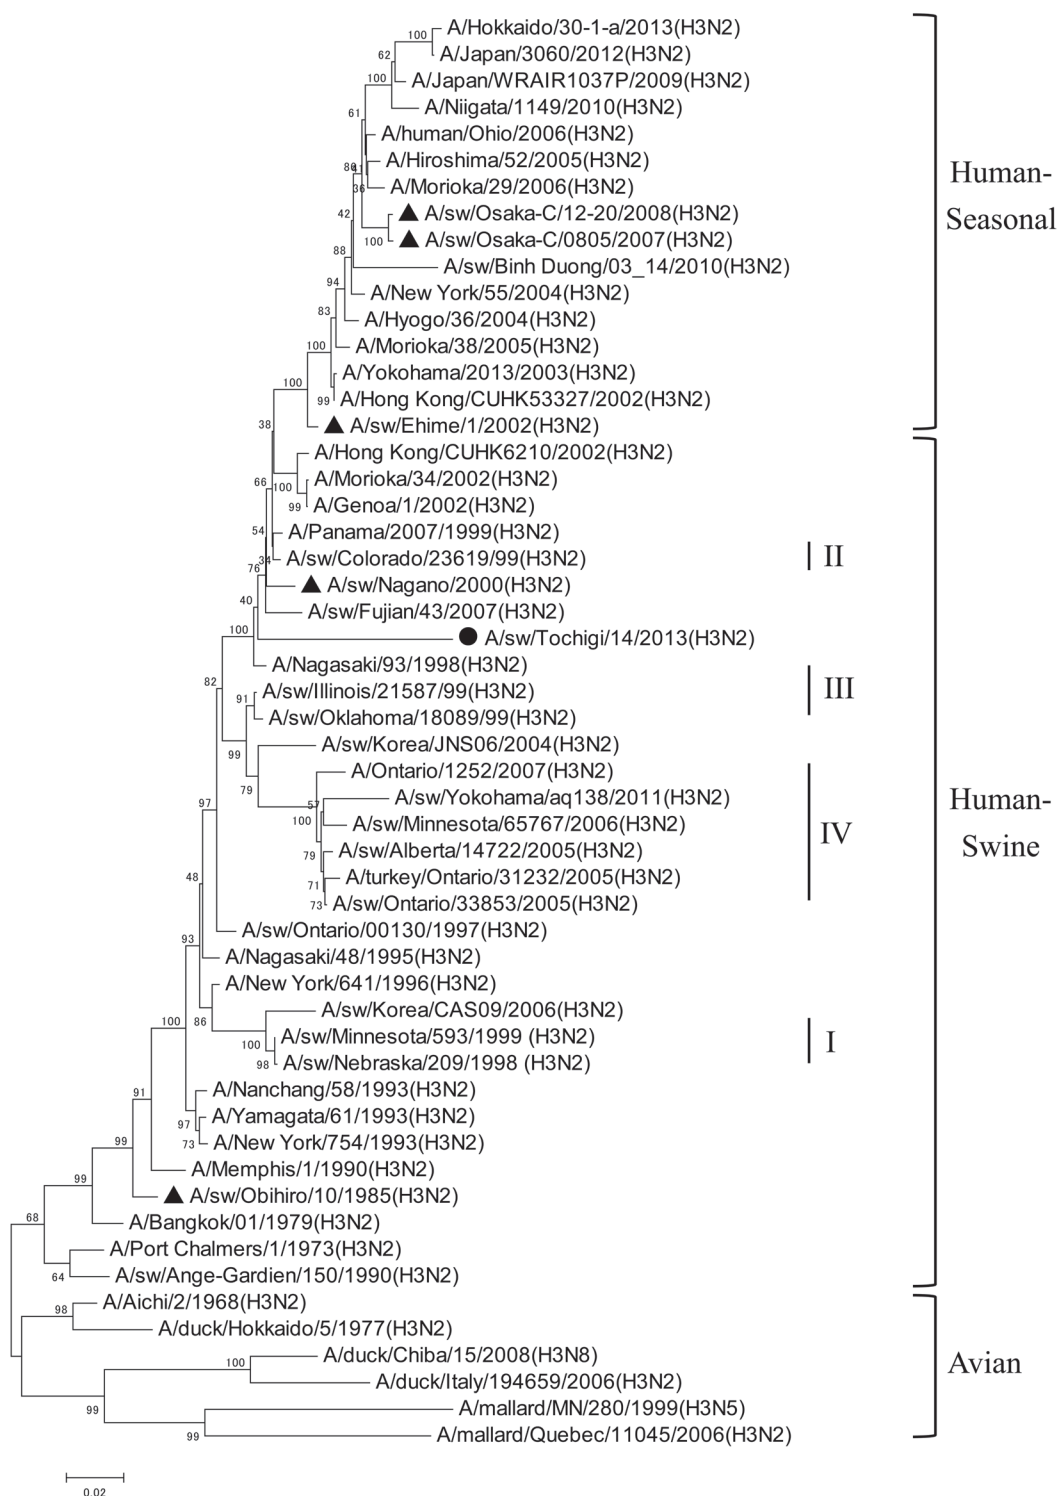 A/Hokkaido/30-1-a/2013(H3N2)
100
A/Japan/3060/2012(H3N2)
62
A/Japan/WRAIR1037P/2009(H3N2)
100
A/Niigata/1149/2010(H3N2)
61
A/human/Ohio/2006(H3N2)
A/Hiroshima/52/2005(H3N2)
Human-
Seasonal
36
A/Morioka/29/2006(H3N2)
42
A/sw/Osaka-C/12-20/2008(H3N2)
100
A/sw/Osaka-C/0805/2007(H3N2)
88
A/sw/Binh Duong/03_14/2010(H3N2)
94
A/New York/55/2004(H3N2)
83
A/Hyogo/36/2004(H3N2)
100
A/Morioka/38/2005(H3N2)
100
A/Yokohama/2013/2003(H3N2)
99
A/Hong Kong/CUHK53327/2002(H3N2)
38
A/sw/Ehime/1/2002(H3N2)
A/Hong Kong/CUHK6210/2002(H3N2)
66
100
A/Morioka/34/2002(H3N2)
99
A/Genoa/1/2002(H3N2)
54
A/Panama/2007/1999(H3N2)
34
A/sw/Colorado/23619/99(H3N2)
II
76
A/sw/Nagano/2000(H3N2)
40
A/sw/Fujian/43/2007(H3N2)
100
A/sw/Tochigi/14/2013(H3N2)
A/Nagasaki/93/1998(H3N2)
82
91
A/sw/Illinois/21587/99(H3N2)
III
A/sw/Oklahoma/18089/99(H3N2)
99
A/sw/Korea/JNS06/2004(H3N2)
79
A/Ontario/1252/2007(H3N2)
97
57
A/sw/Yokohama/aq138/2011(H3N2)
Human-
Swine
100
A/sw/Minnesota/65767/2006(H3N2)
IV
79
A/sw/Alberta/14722/2005(H3N2)
48
71
A/turkey/Ontario/31232/2005(H3N2)
73
A/sw/Ontario/33853/2005(H3N2)
A/sw/Ontario/00130/1997(H3N2)
93
A/Nagasaki/48/1995(H3N2)
A/New York/641/1996(H3N2)
100
86
A/sw/Korea/CAS09/2006(H3N2)
100
A/sw/Minnesota/593/1999 (H3N2)
I
98
A/sw/Nebraska/209/1998 (H3N2)
91
A/Nanchang/58/1993(H3N2)
97
A/Yamagata/61/1993(H3N2)
99
73
A/New York/754/1993(H3N2)
A/Memphis/1/1990(H3N2)
99
A/sw/Obihiro/10/1985(H3N2)
68
A/Bangkok/01/1979(H3N2)
A/Port Chalmers/1/1973(H3N2)
64
A/sw/Ange-Gardien/150/1990(H3N2)
98
A/Aichi/2/1968(H3N2)
A/duck/Hokkaido/5/1977(H3N2)
100
A/duck/Chiba/15/2008(H3N8)
Avian
A/duck/Italy/194659/2006(H3N2)
99
A/mallard/MN/280/1999(H3N5)
99
A/mallard/Quebec/11045/2006(H3N2)
0.02